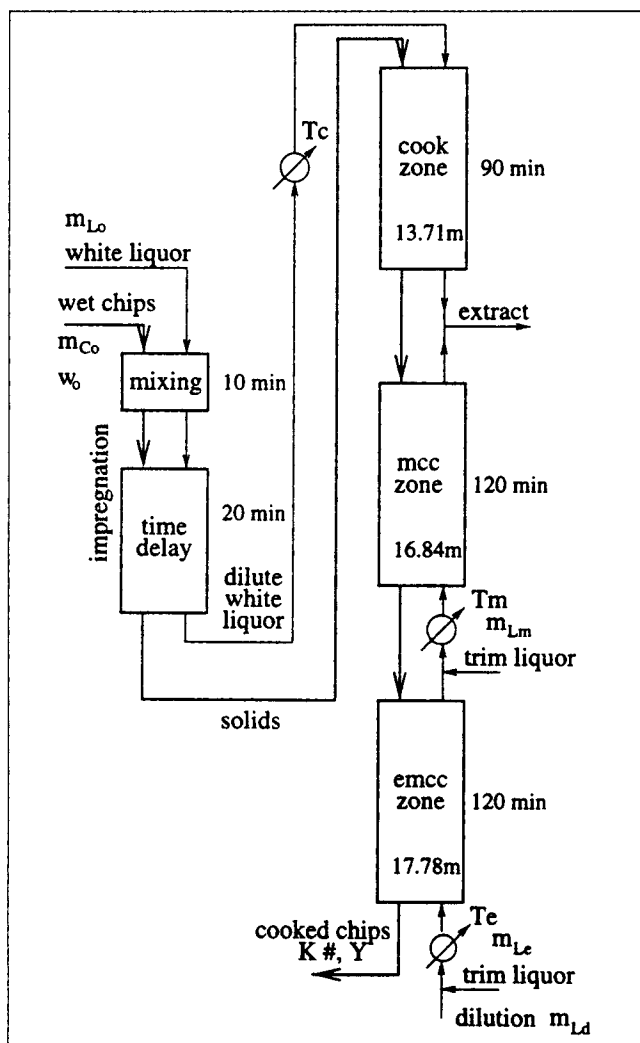 Tc
cook
zone
90 min
13.71m
m_Lo
white liquor
wet chips
m_Co
w_o
mixing
10 min
extract
impregnation
time
delay
20 min
mcc
zone
120 min
16.84m
dilute
white
liquor
Tm
m_Lm
trim liquor
solids
emcc
zone
120 min
17.78m
cooked chips
K #, Y
Te
m_Le
trim liquor
dilution m_Ld